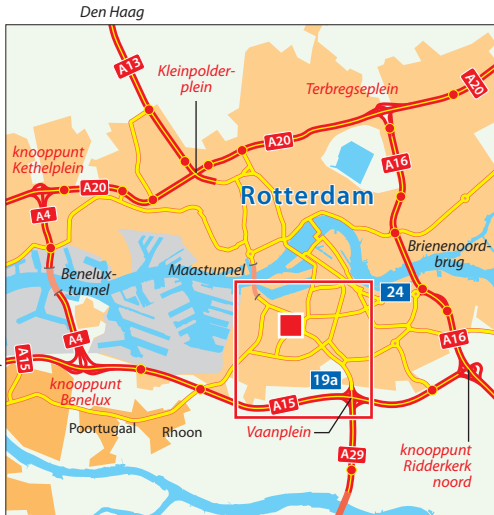 Den Haag
A13
Kleinpolder-
plein
Terbregseplein
A20
A20
knooppunt
Kethelplein
A16
A20
Rotterdam
A4
Brienenoord-
brug
Maastunnel
Benelux-
tunnel
24
A4
A16
A15
19a
knooppunt
Benelux
A15
Poortugaal
Rhoon
Vaanplein
knooppunt
Ridderkerk
noord
A29